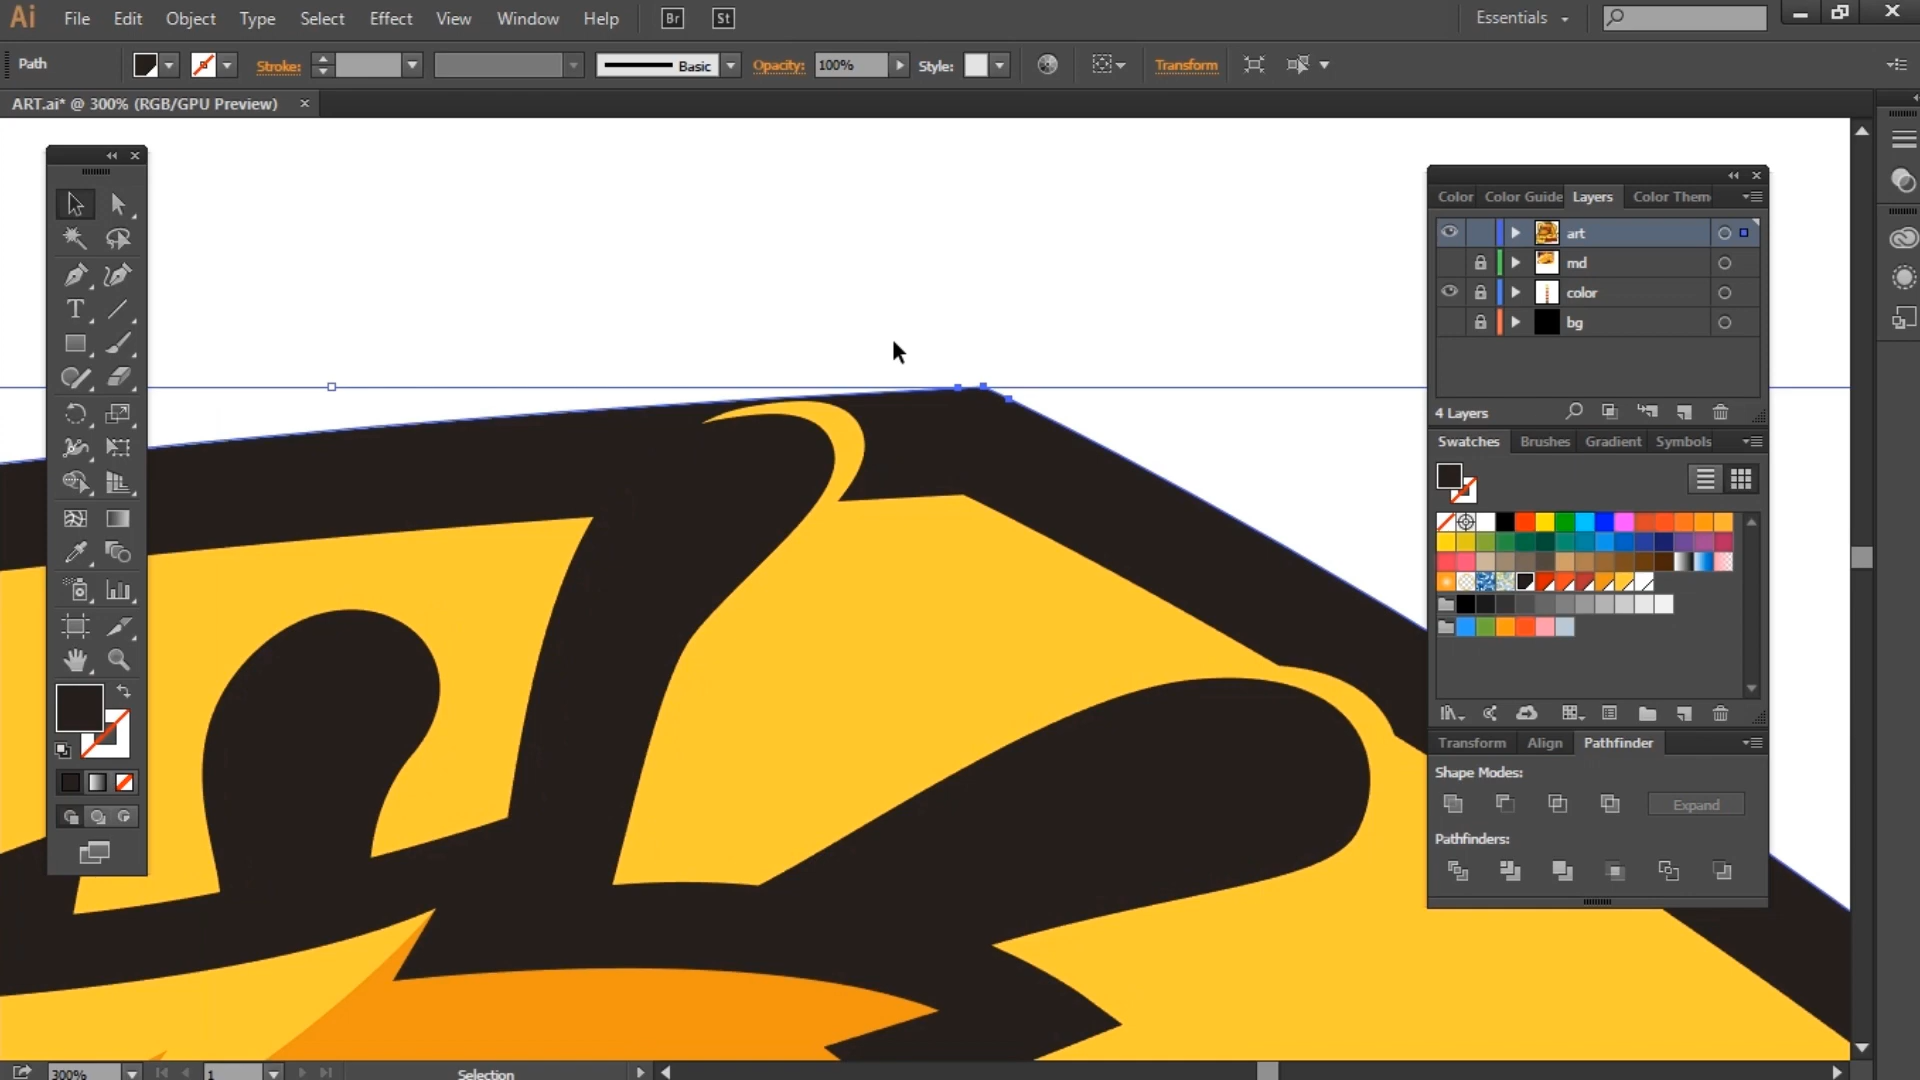 Ai File Edit Object Type Select Effect View Window Help Br St Essentials
Path Stroke: Basic Opacity: 100% Style: Transform
ART.ai* @ 300% (RGB/GPU Preview)
Color Color Guide Layers Color Them
art
md
color
bg
4 Layers
Swatches Brushes Gradient Symbols
Transform Align Pathfinder
Shape Modes:
Expand
Pathfinders:
300% 1 Selection